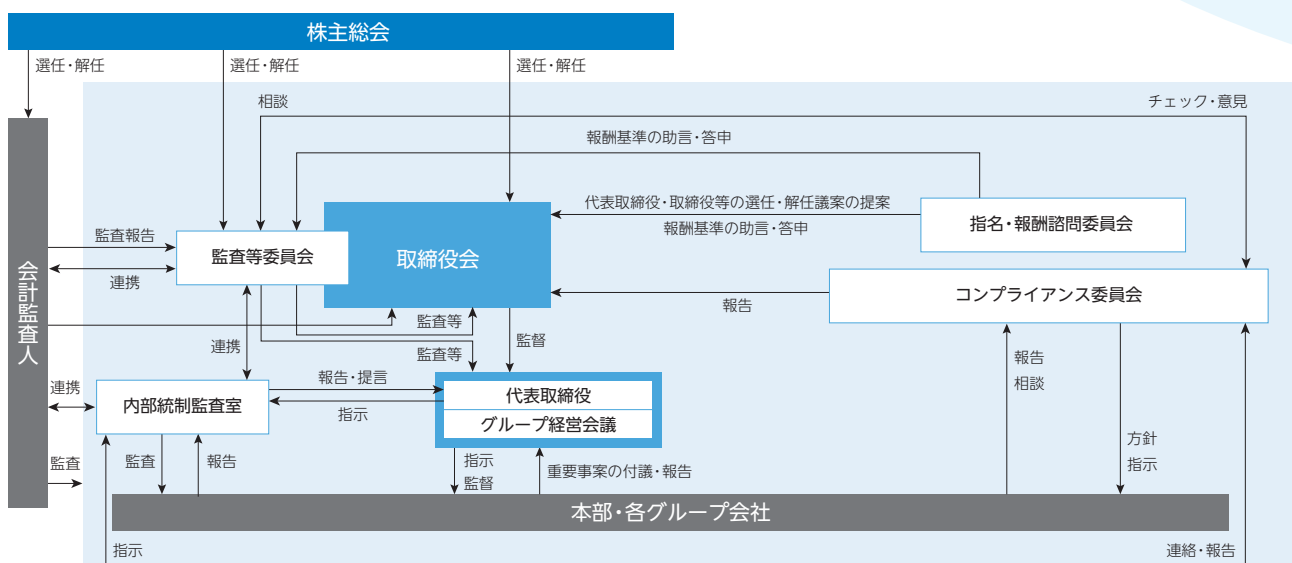 株主総会
選任・解任
選任・解任
選任・解任
相談
チェック・意見
報酬基準の助言・答申
代表取締役・取締役等の選任・解任議案の提案
報酬基準の助言・答申
指名・報酬諮問委員会
監査報告
連携
監査等委員会
取締役会
会計監査人
コンプライアンス委員会
報告
監査等
監督
連携
監査等
報告
相談
連携
内部統制監査室
報告・提言
指示
代表取締役
グループ経営会議
方針
指示
監査
監査
報告
指示
監督
重要事案の付議・報告
本部・各グループ会社
指示
連絡・報告